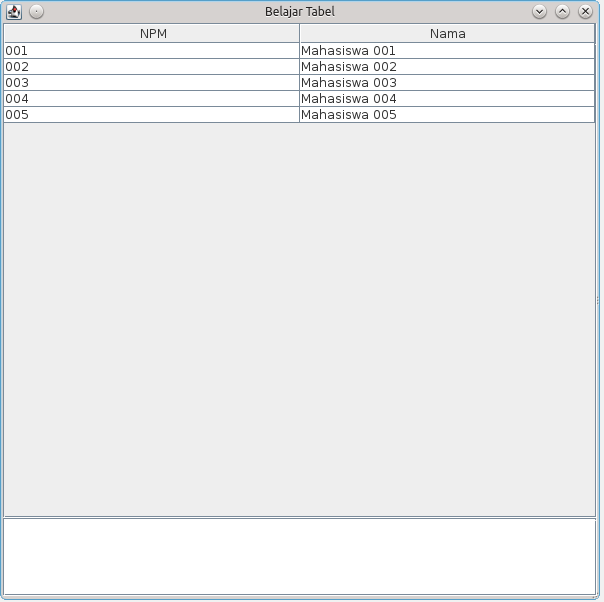 Belajar Tabel
NPM Nama
001 Mahasiswa 001
002 Mahasiswa 002
003 Mahasiswa 003
004 Mahasiswa 004
005 Mahasiswa 005